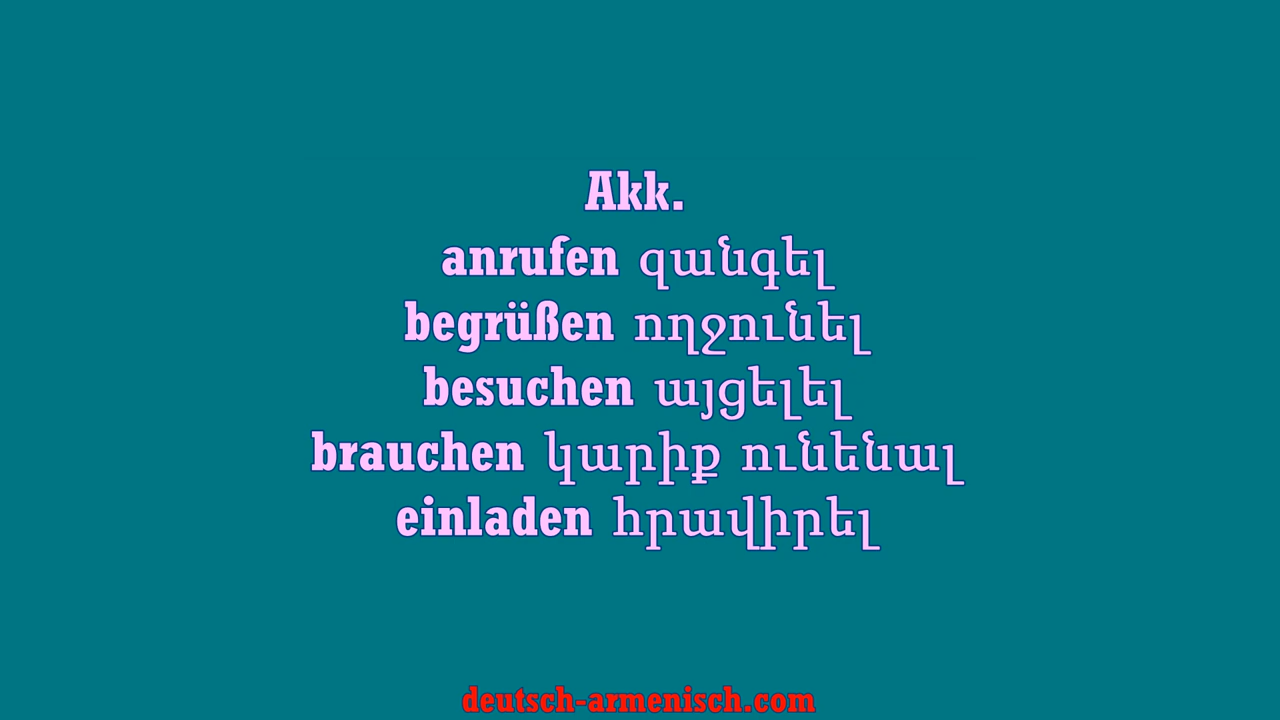 Akk.
anrufen զանգել
begrüßen ողջունել
besuchen այցելել
brauchen կարիք ունենալ
einladen հրավիրել
deutsch-armenisch.com